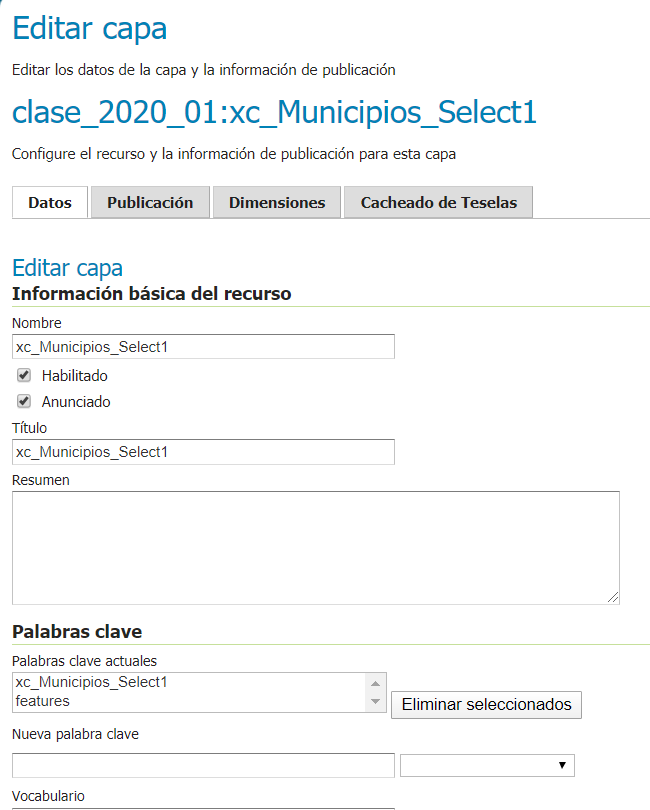 Editar capa
Editar los datos de la capa y la información de publicación
clase_2020_01:xc_Municipios_Select1
Configure el recurso y la información de publicación para esta capa
Datos Publicación Dimensiones Cacheado de Teselas
Editar capa
Información básica del recurso
Nombre
xc_Municipios_Select1
Habilitado
Anunciado
Título
xc_Municipios_Select1
Resumen
Palabras clave
Palabras clave actuales
xc_Municipios_Select1
features
Eliminar seleccionados
Nueva palabra clave
Vocabulario